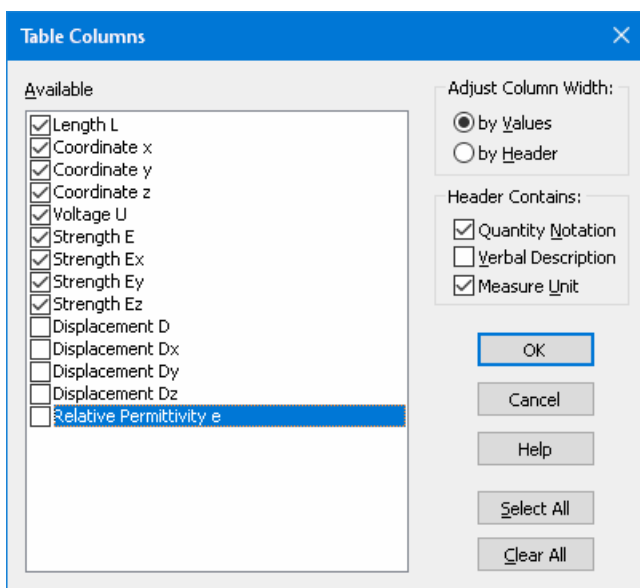 Table Columns
Available
Length L
Coordinate x
Coordinate y
Coordinate z
Voltage U
Strength E
Strength Ex
Strength Ey
Strength Ez
Displacement D
Displacement Dx
Displacement Dy
Displacement Dz
Relative Permittivity e
Adjust Column Width:
by Values
by Header
Header Contains:
Quantity Notation
Verbal Description
Measure Unit
OK
Cancel
Help
Select All
Clear All